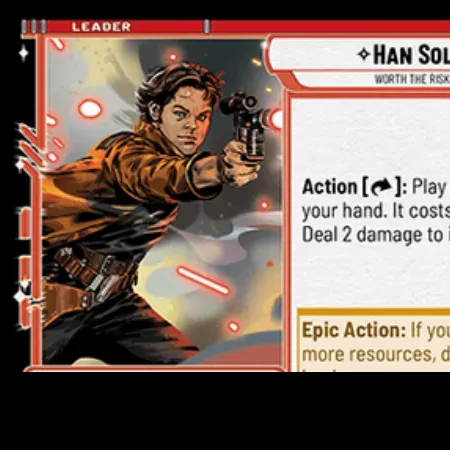 LEADER
HAN SOL
WORTH THE RISK
Action [ ]: Play
your hand. It costs
Deal 2 damage to i
Epic Action: If you
more resources, d